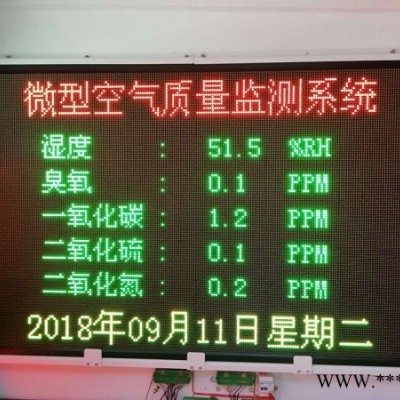 微型空气质量监测系统
湿度 : 51.5 %RH
臭氧 : 0.1 PPM
一氧化碳 : 1.2 PPM
二氧化硫 : 0.1 PPM
二氧化氮 : 0.2 PPM
2018年09月11日 星期二
www.***